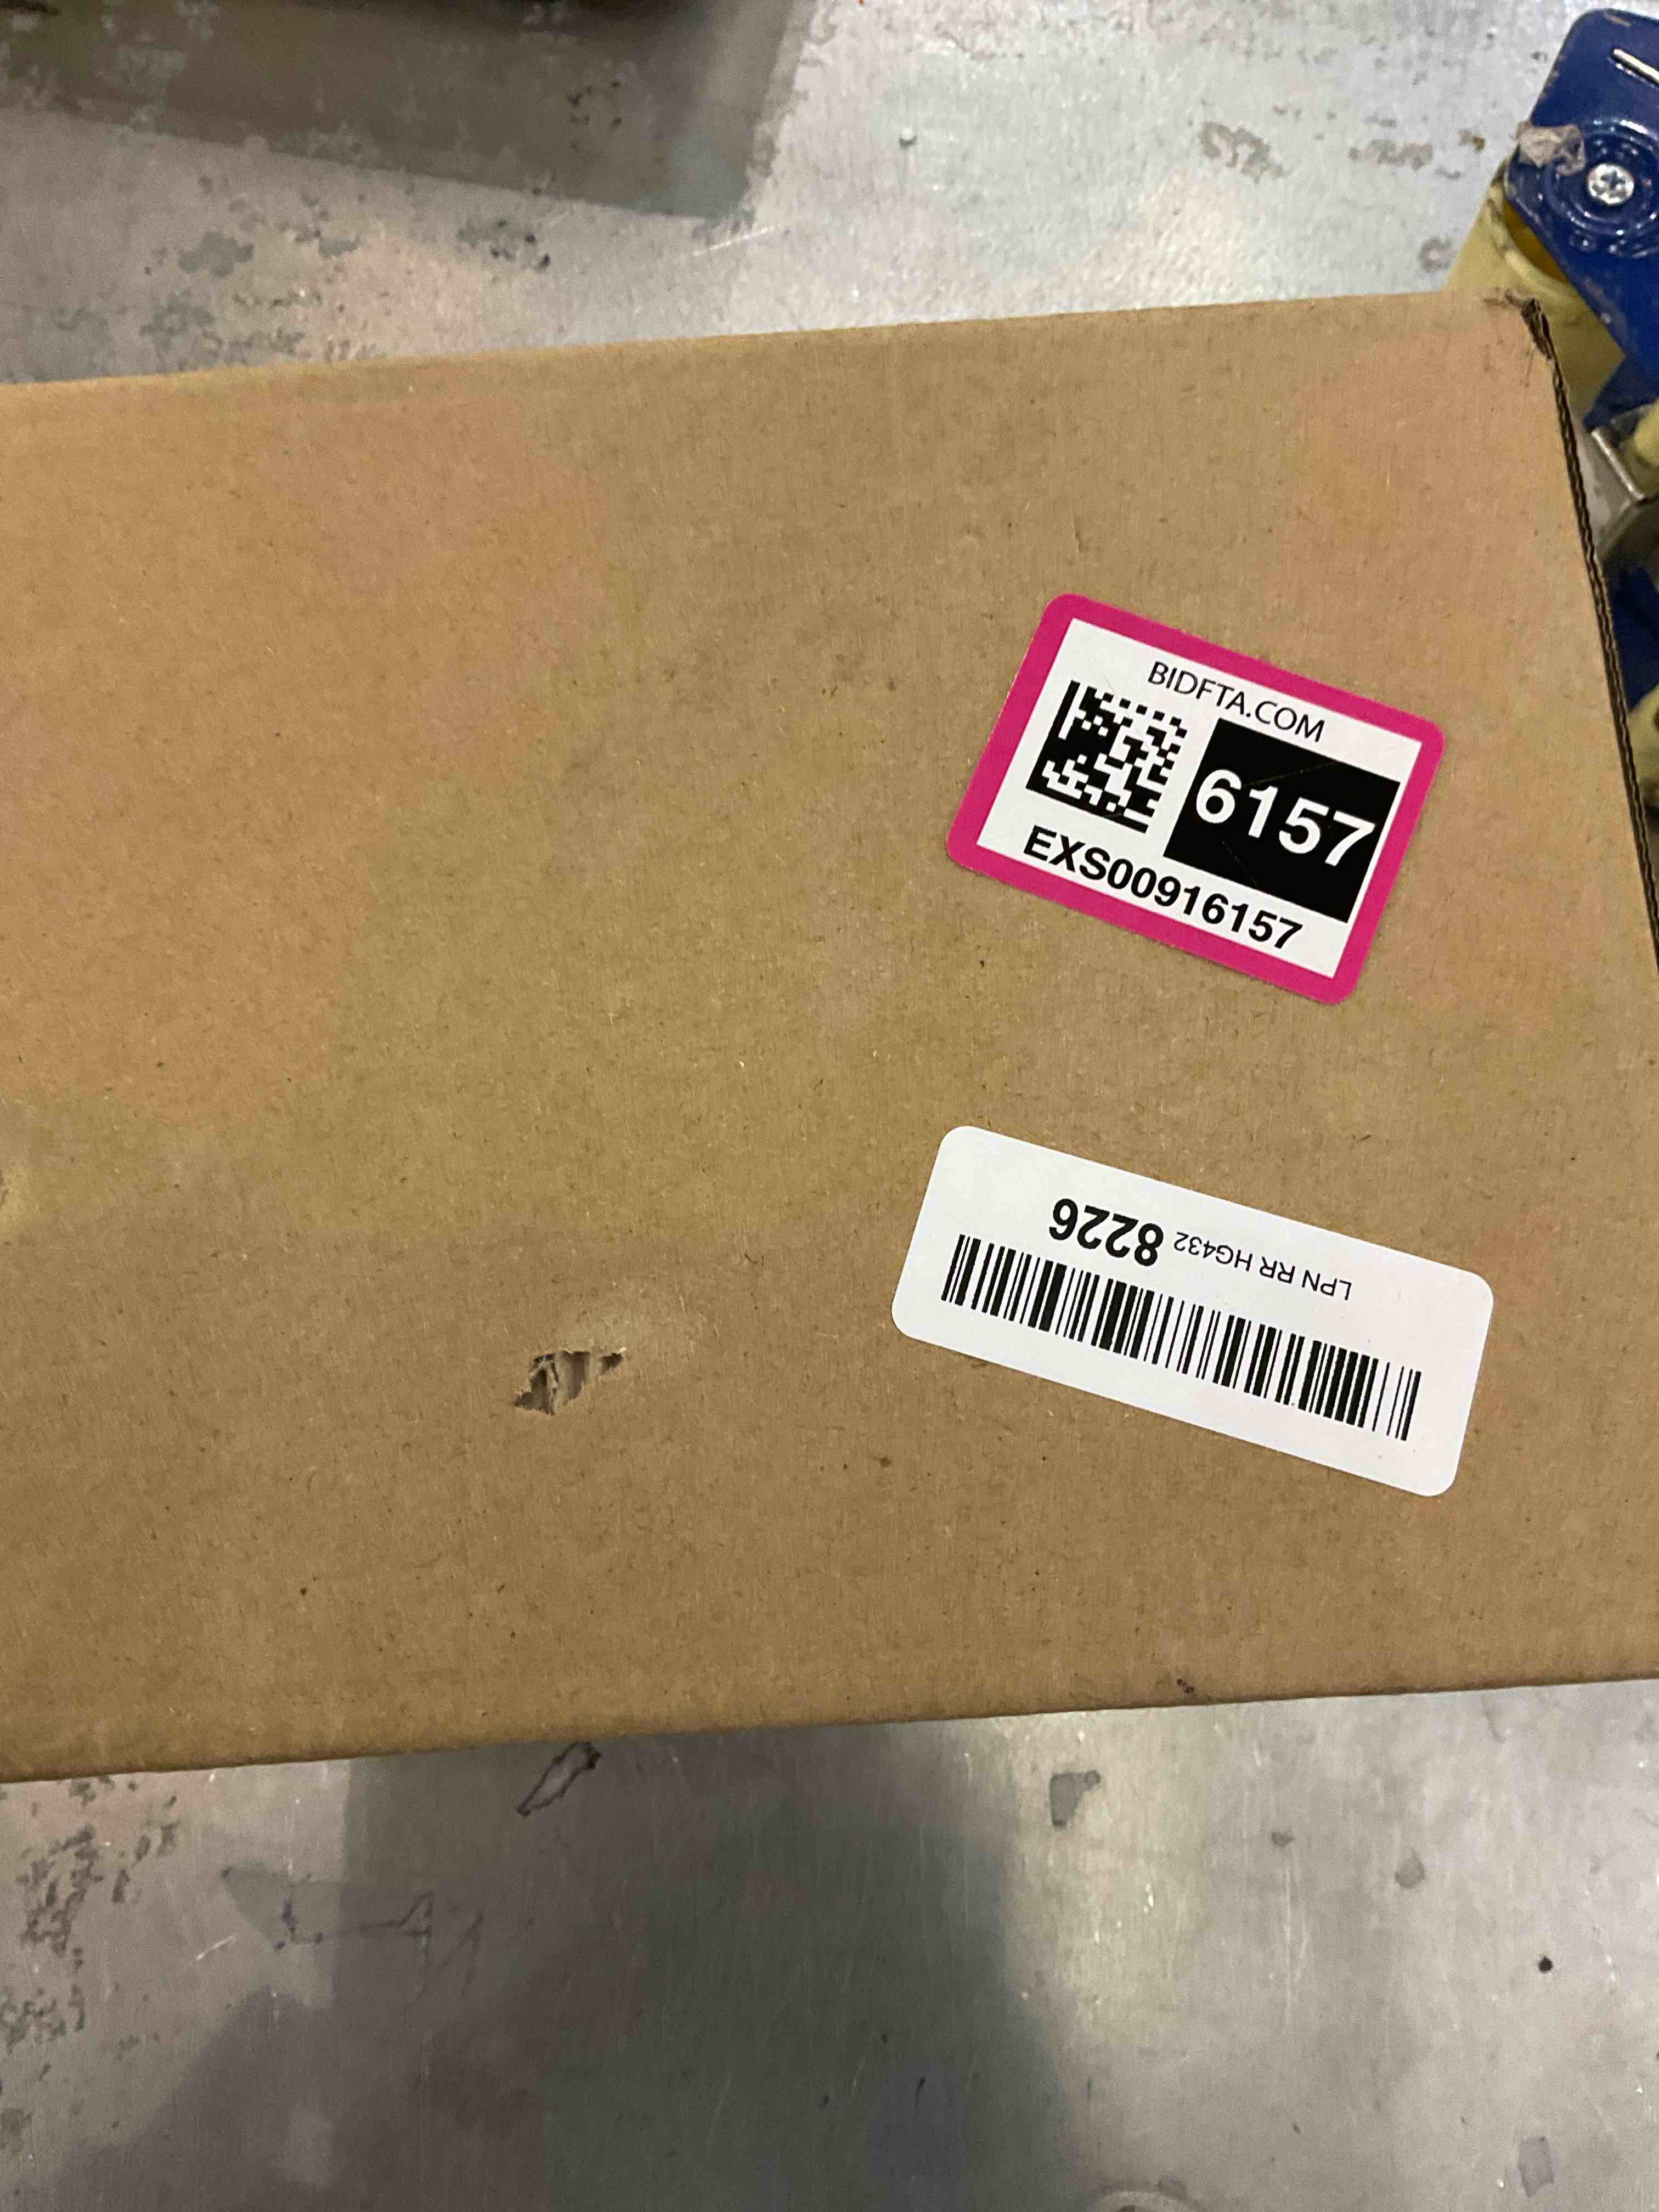 BIDFTA.COM
6157
EXS00916157
LPN RR HG432 8226